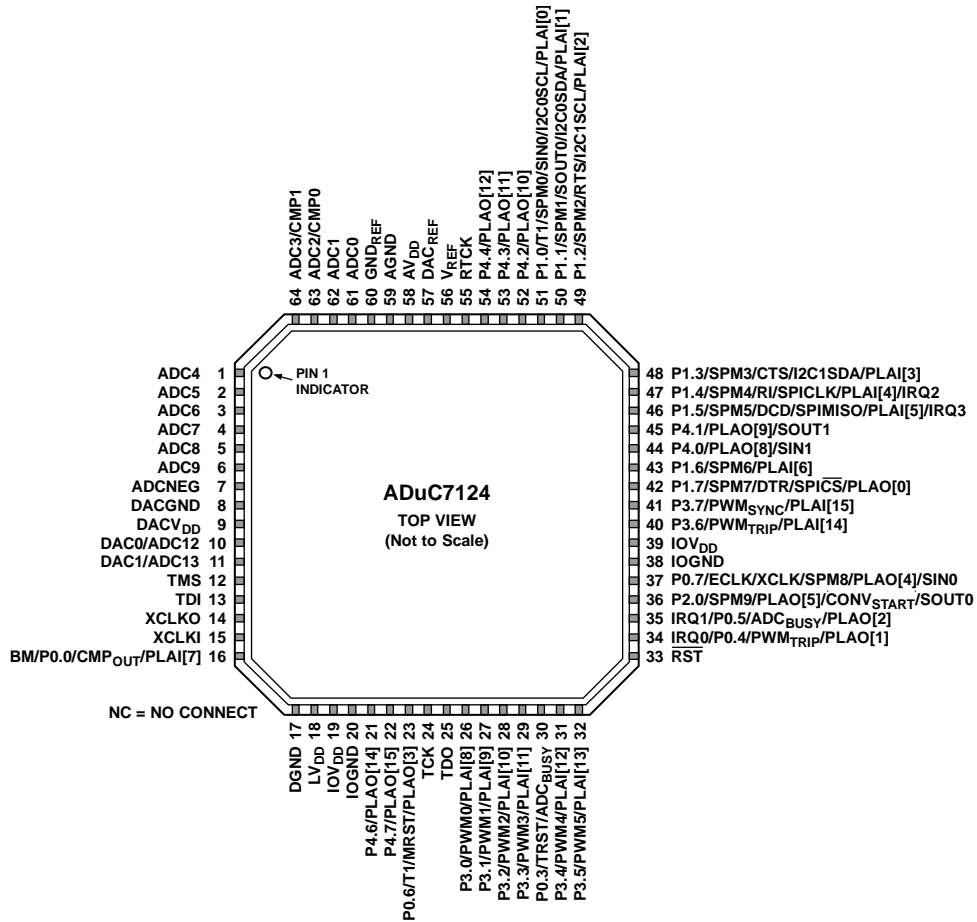 64 ADC3/CMP1
63 ADC2/CMP0
62 ADC1
61 ADC0
60 GNDREF
59 AGND
58 AVDD
57 DACREF
56 VREF
55 RTCK
54 P4.4/PLAO[12]
53 P4.3/PLAO[11]
52 P4.2/PLAO[10]
51 P1.0/T1/SPM0/SIN0/I2C0SCL/PLAI[0]
50 P1.1/SPM1/SOUT0/I2C0SDA/PLAI[1]
49 P1.2/SPM2/RTS/I2C1SCL/PLAI[2]
ADC4 1
ADC5 2
ADC6 3
ADC7 4
ADC8 5
ADC9 6
ADCNEG 7
DACGND 8
DACVDD 9
DAC0/ADC12 10
DAC1/ADC13 11
TMS 12
TDI 13
XCLKO 14
XCLKI 15
BM/P0.0/CMPOUT/PLAI[7] 16
PIN 1
INDICATOR
ADuC7124
TOP VIEW
(Not to Scale)
48 P1.3/SPM3/CTS/I2C1SDA/PLAI[3]
47 P1.4/SPM4/RI/SPICLK/PLAI[4]/IRQ2
46 P1.5/SPM5/DCD/SPIMISO/PLAI[5]/IRQ3
45 P4.1/PLAO[9]/SOUT1
44 P4.0/PLAO[8]/SIN1
43 P1.6/SPM6/PLAI[6]
42 P1.7/SPM7/DTR/SPICS/PLAO[0]
41 P3.7/PWMSYNC/PLAI[15]
40 P3.6/PWMTRIP/PLAI[14]
39 IOVDD
38 IOGND
37 P0.7/ECLK/XCLK/SPM8/PLAO[4]/SIN0
36 P2.0/SPM9/PLAO[5]/CONVSTART/SOUT0
35 IRQ1/P0.5/ADCBUSY/PLAO[2]
34 IRQ0/P0.4/PWMTRIP/PLAO[1]
33 RST
NC = NO CONNECT
DGND 17
LVDD 18
IOVDD 19
IOGND 20
P4.6/PLAO[14] 21
P4.7/PLAO[15] 22
P0.6/T1/MRST/PLAO[3] 23
TCK 24
TDO 25
P3.0/PWM0/PLAI[8] 26
P3.1/PWM1/PLAI[9] 27
P3.2/PWM2/PLAI[10] 28
P3.3/PWM3/PLAI[11] 29
P0.3/TRST/ADCBUSY 30
P3.4/PWM4/PLAI[12] 31
P3.5/PWM5/PLAI[13] 32